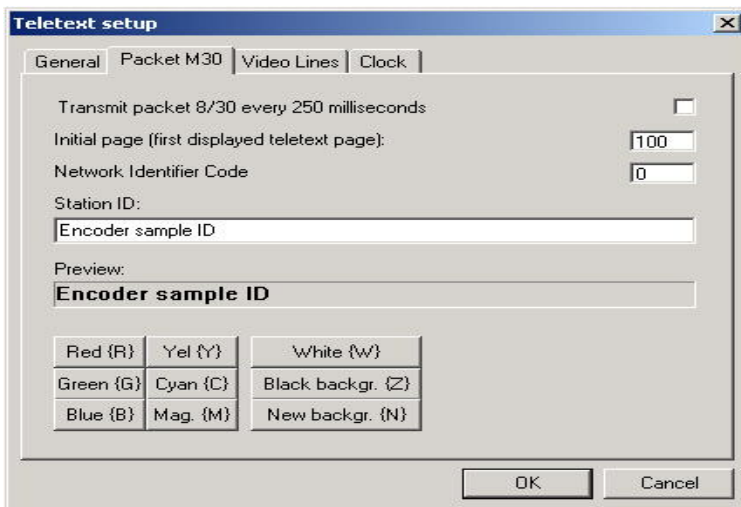 Teletext setup
General Packet M30 Video Lines Clock
Transmit packet 8/30 every 250 milliseconds
Initial page (first displayed teletext page): 100
Network Identifier Code 0
Station ID:
Encoder sample ID
Preview:
Encoder sample ID
Red {R} Yel {Y} White {W}
Green {G} Cyan {C} Black backgr. {Z}
Blue {B} Mag. {M} New backgr. {N}
OK Cancel